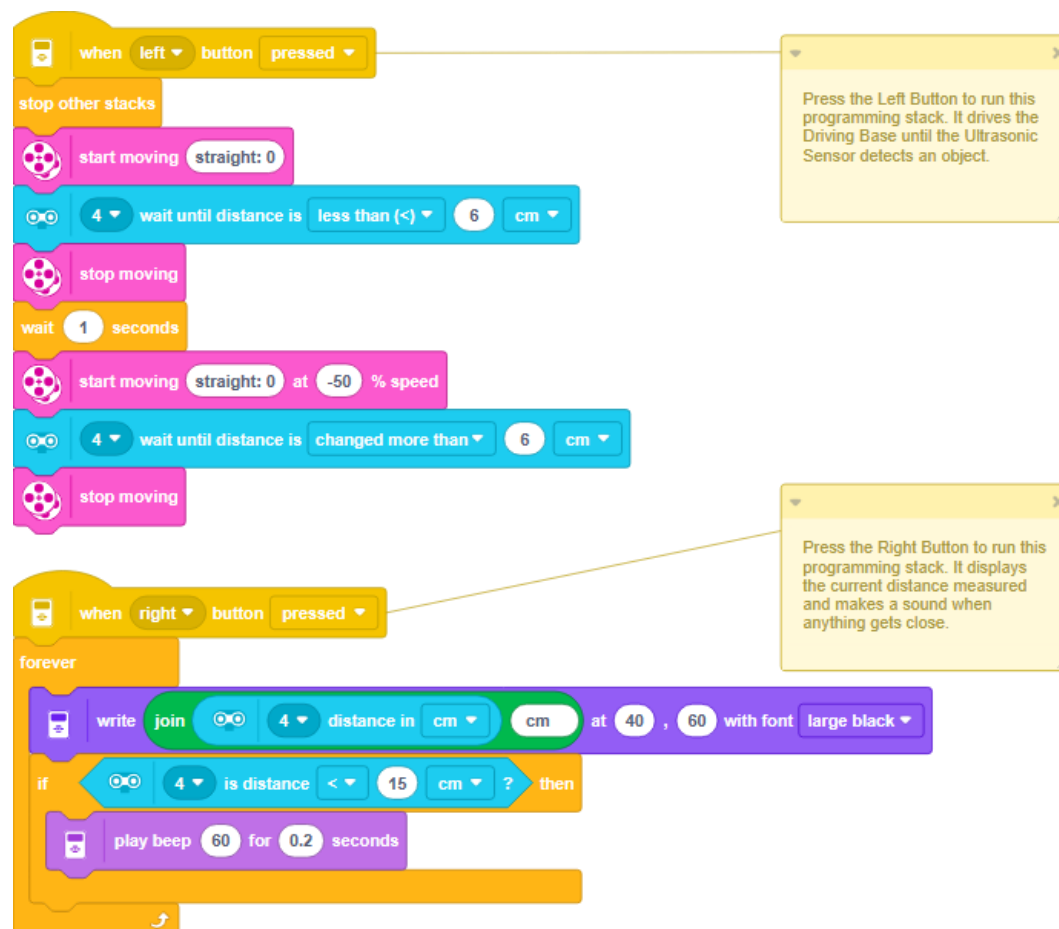 when left button pressed
stop other stacks
start moving straight: 0
4 wait until distance is less than (<) 6 cm
stop moving
wait 1 seconds
start moving straight: 0 at -50 % speed
4 wait until distance is changed more than 6 cm
stop moving
Press the Left Button to run this
programming stack. It drives the
Driving Base until the Ultrasonic
Sensor detects an object.
when right button pressed
forever
write join 4 distance in cm cm at 40 , 60 with font large black
if 4 is distance < 15 cm ? then
play beep 60 for 0.2 seconds
Press the Right Button to run this
programming stack. It displays
the current distance measured
and makes a sound when
anything gets close.